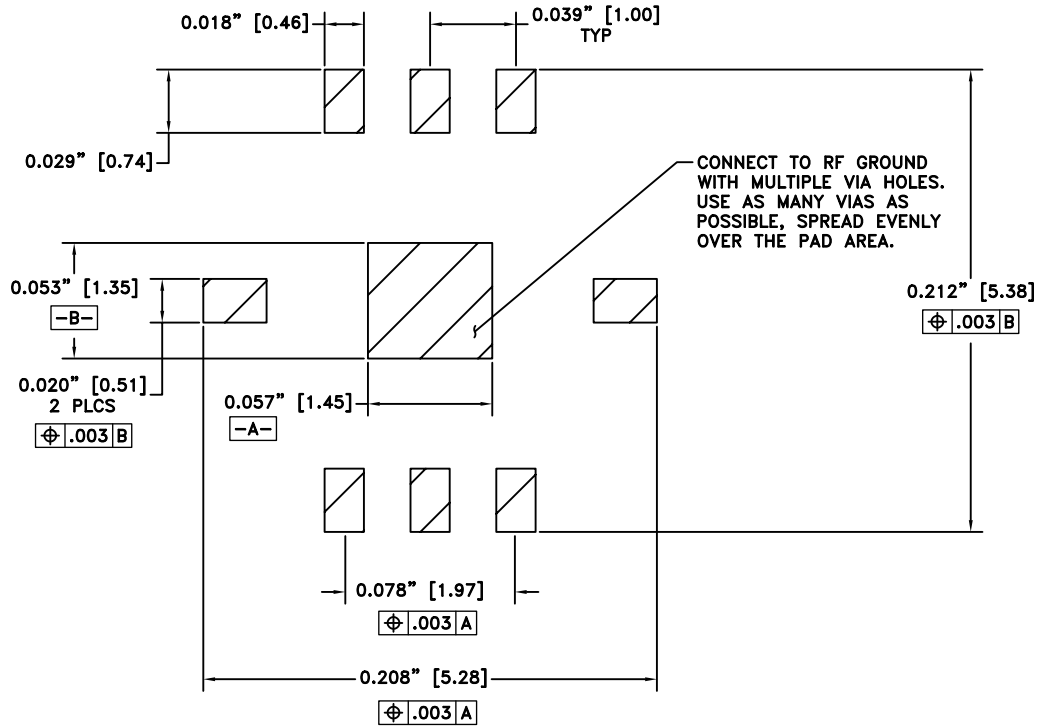 0.018” [0.46]
0.039” [1.00]
TYP
0.029” [0.74]
CONNECT TO RF GROUND
WITH MULTIPLE VIA HOLES.
USE AS MANY VIAS AS
POSSIBLE, SPREAD EVENLY
OVER THE PAD AREA.
0.053” [1.35]
-B-
0.212” [5.38]
⌖ .003 B
0.020” [0.51]
2 PLCS
⌖ .003 B
0.057” [1.45]
-A-
0.078” [1.97]
⌖ .003 A
0.208” [5.28]
⌖ .003 A